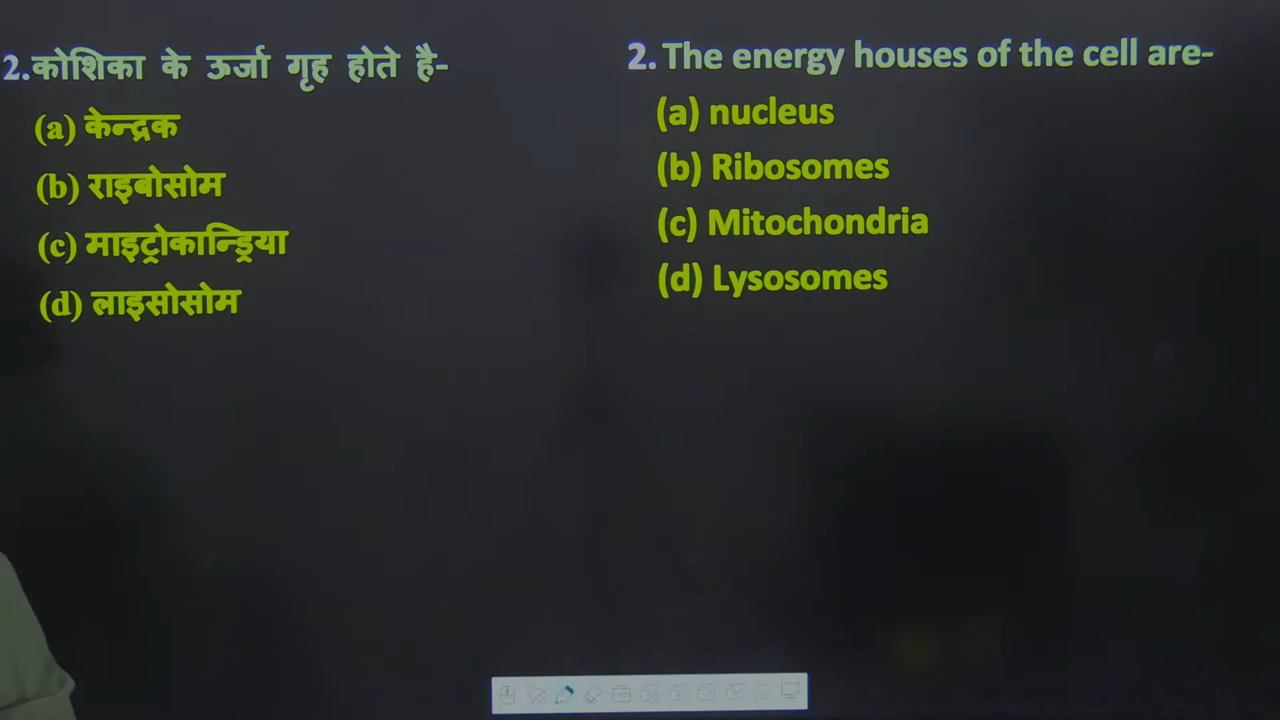 2.कोशिका के ऊर्जा गृह होते है-
(a) केन्द्रक
(b) राइबोसोम
(c) माइट्रोकान्ड्रिया
(d) लाइसोसोम
2. The energy houses of the cell are-
(a) nucleus
(b) Ribosomes
(c) Mitochondria
(d) Lysosomes